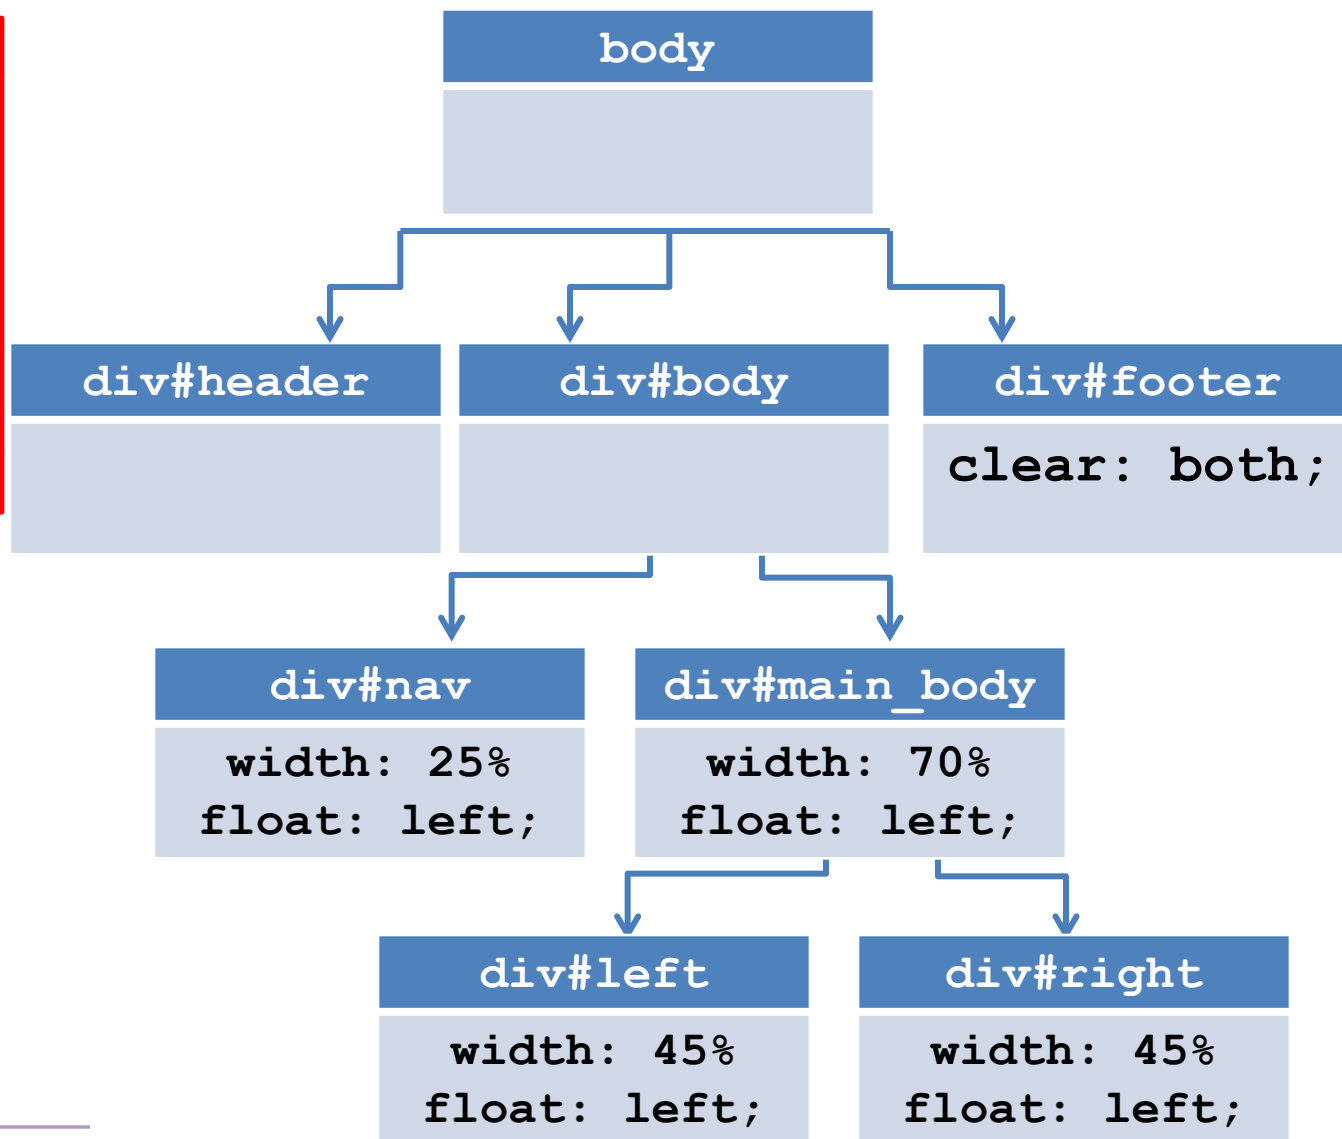 body
div#header
div#body
div#footer
clear: both;
div#nav
div#main_body
width: 25%
float: left;
width: 70%
float: left;
div#left
div#right
width: 45%
float: left;
width: 45%
float: left;